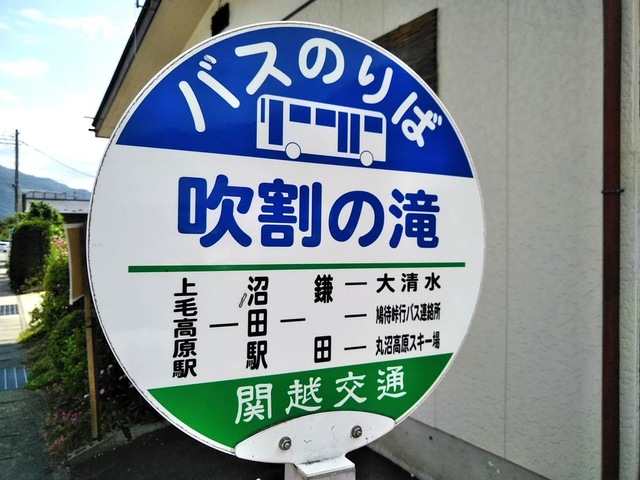 バスのりば
吹割の滝
上毛高原駅―沼田駅―鎌田―大清水
―鳩待峠行バス連絡所
―丸沼高原スキー場
関越交通